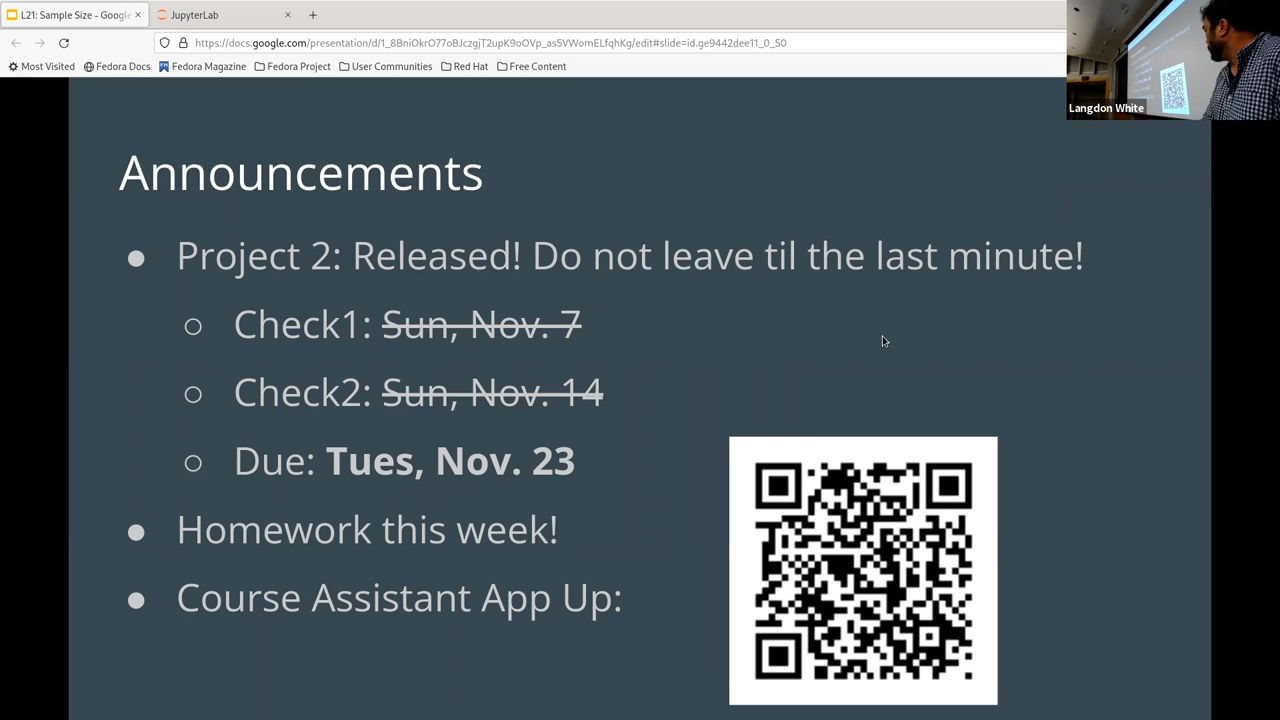 L21: Sample Size - Google
JupyterLab
https://docs.google.com/presentation/d/1_8BniOkrO77oBJczgjT2upK9oOVp_as5VWomELfqhKg/edit#slide=id.ge9442dee11_0_50
Most Visited Fedora Docs Fedora Magazine Fedora Project User Communities Red Hat Free Content
Langdon White
Announcements
● Project 2: Released! Do not leave til the last minute!
○ Check1: Sun, Nov. 7
○ Check2: Sun, Nov. 14
○ Due: Tues, Nov. 23
● Homework this week!
● Course Assistant App Up: